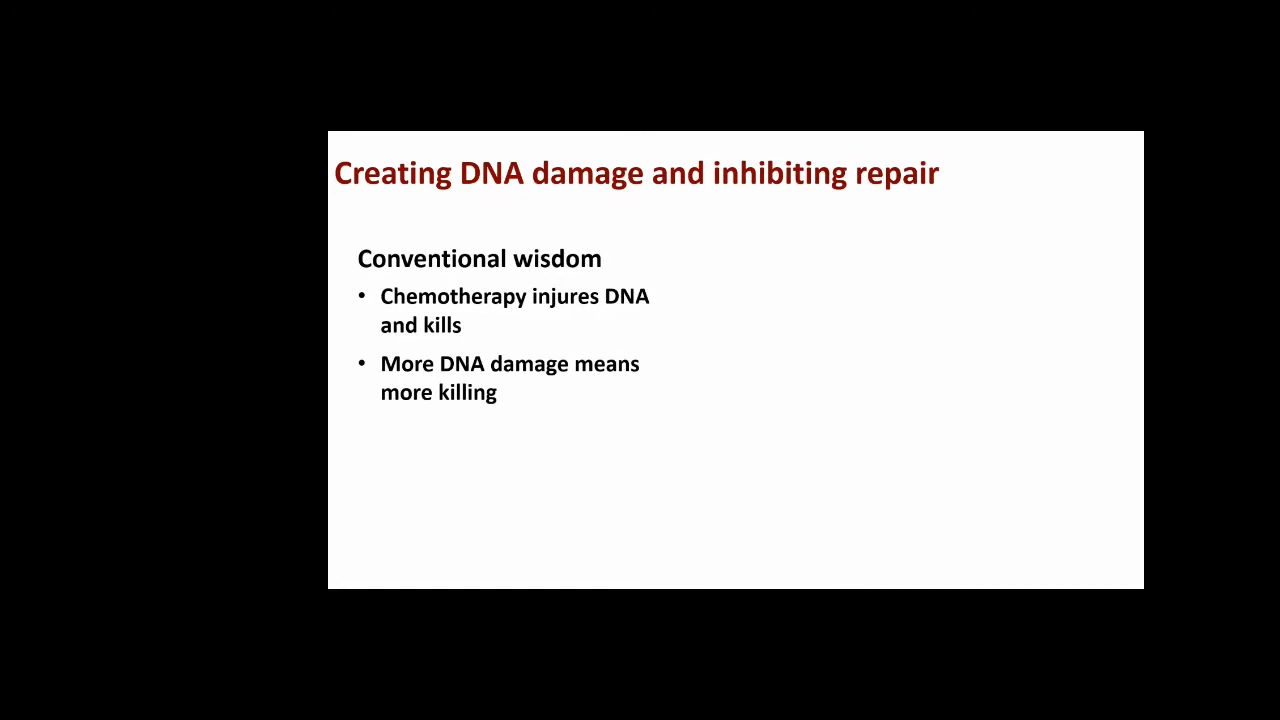 Creating DNA damage and inhibiting repair
Conventional wisdom
• Chemotherapy injures DNA
and kills
• More DNA damage means
more killing